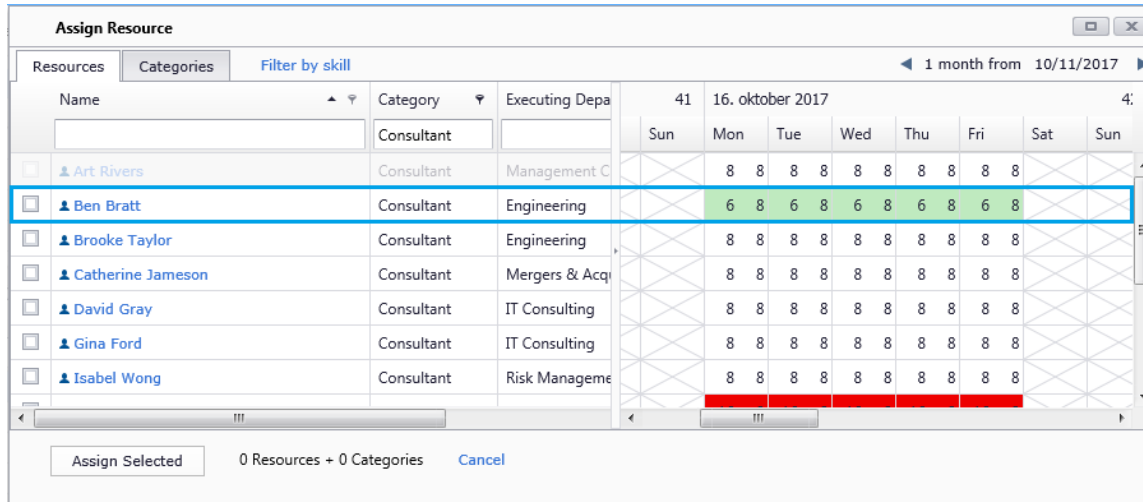 Assign Resource
Resources Categories Filter by skill 1 month from 10/11/2017
Name Category Executing Depa 41 16. oktober 2017
Consultant Sun Mon Tue Wed Thu Fri Sat Sun
Art Rivers Consultant Management C 8 8 8 8 8 8 8 8 8 8
Ben Bratt Consultant Engineering 6 8 6 8 6 8 6 8 6 8
Brooke Taylor Consultant Engineering 8 8 8 8 8 8 8 8 8 8
Catherine Jameson Consultant Mergers & Acqu 8 8 8 8 8 8 8 8 8 8
David Gray Consultant IT Consulting 8 8 8 8 8 8 8 8 8 8
Gina Ford Consultant IT Consulting 8 8 8 8 8 8 8 8 8 8
Isabel Wong Consultant Risk Manageme 8 8 8 8 8 8 8 8 8 8
Assign Selected 0 Resources + 0 Categories Cancel